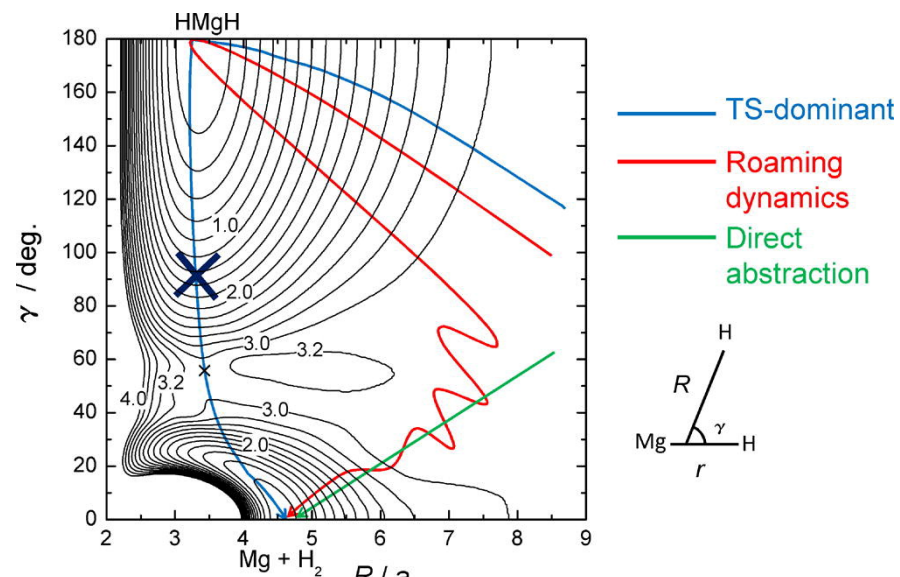 HMgH
180
160
140
120
100
80
60
40
20
0
γ / deg.
1.0
2.0
3.0
3.2
3.2
4.0
3.0
2.0
2 3 4 5 6 7 8 9
Mg + H2
R / a
TS-dominant
Roaming
dynamics
Direct
abstraction
H
R
γ
Mg
H
r